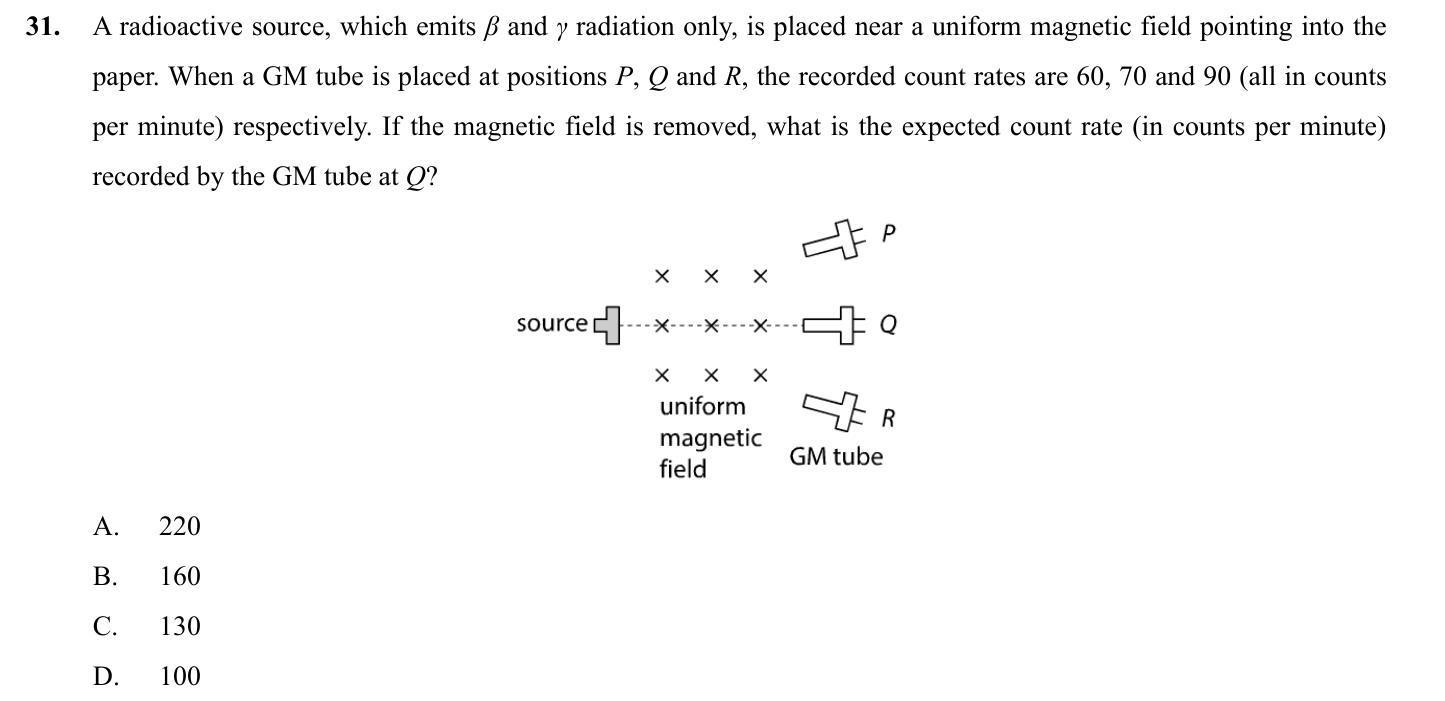 31. A radioactive source, which emits β and γ radiation only, is placed near a uniform magnetic field pointing into the
paper. When a GM tube is placed at positions P, Q and R, the recorded count rates are 60, 70 and 90 (all in counts
per minute) respectively. If the magnetic field is removed, what is the expected count rate (in counts per minute)
recorded by the GM tube at Q?
P
source
Q
uniform
magnetic
field
R
GM tube
A. 220
B. 160
C. 130
D. 100